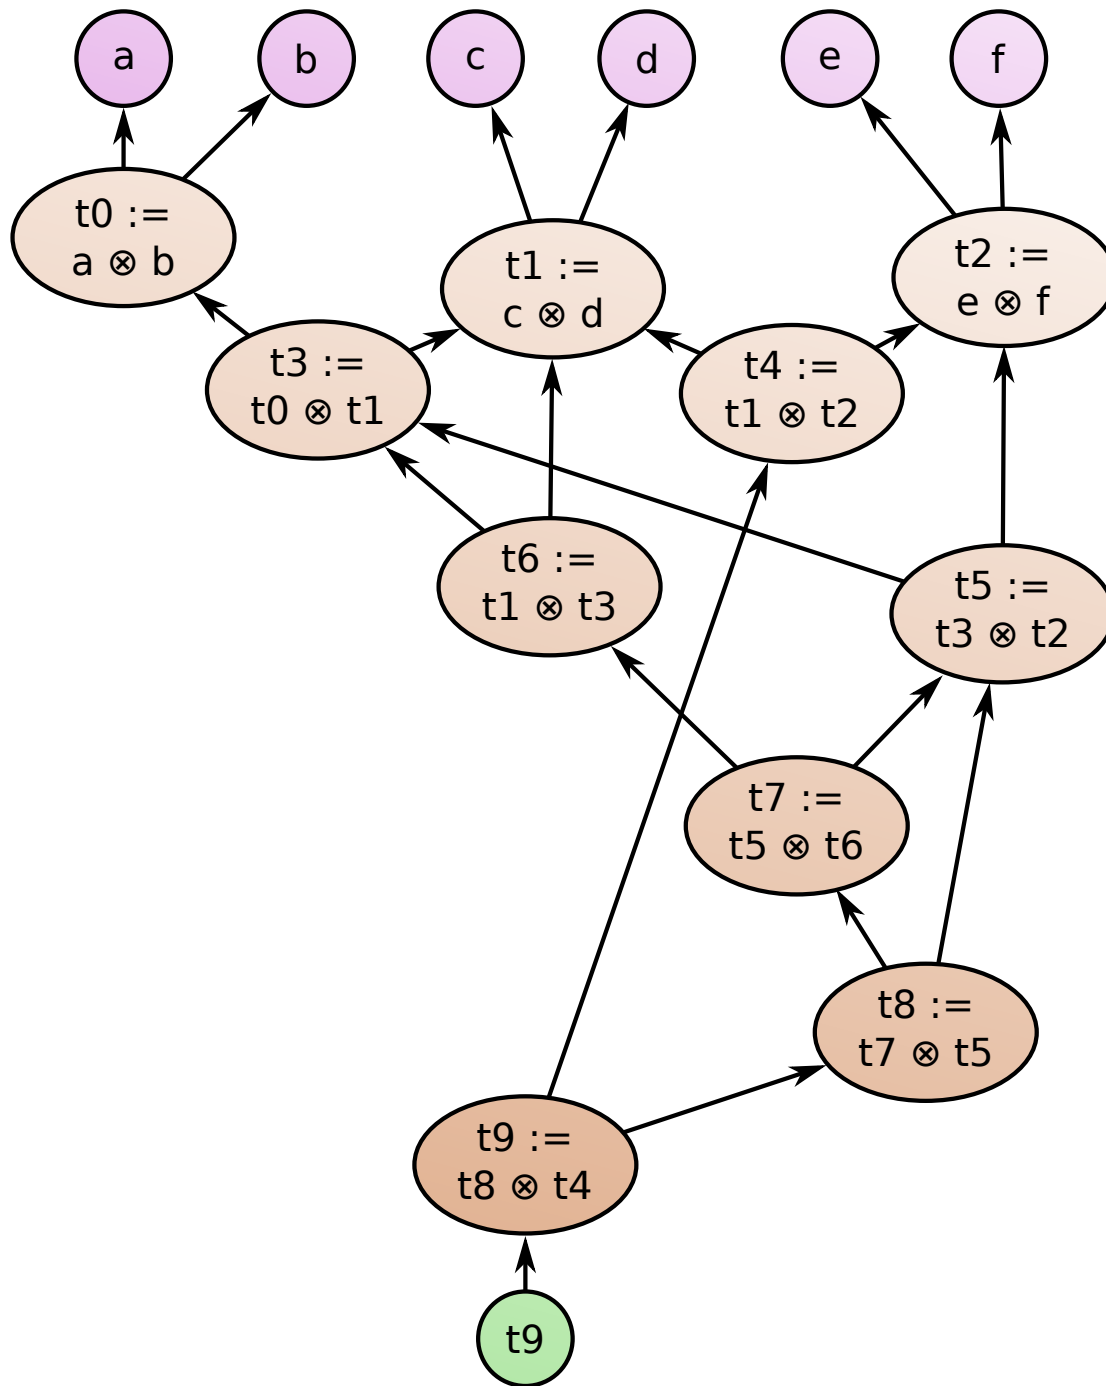 a
b
c
d
e
f
t0 :=
a ⊗ b
t1 :=
c ⊗ d
t2 :=
e ⊗ f
t3 :=
t0 ⊗ t1
t4 :=
t1 ⊗ t2
t6 :=
t1 ⊗ t3
t5 :=
t3 ⊗ t2
t7 :=
t5 ⊗ t6
t8 :=
t7 ⊗ t5
t9 :=
t8 ⊗ t4
t9